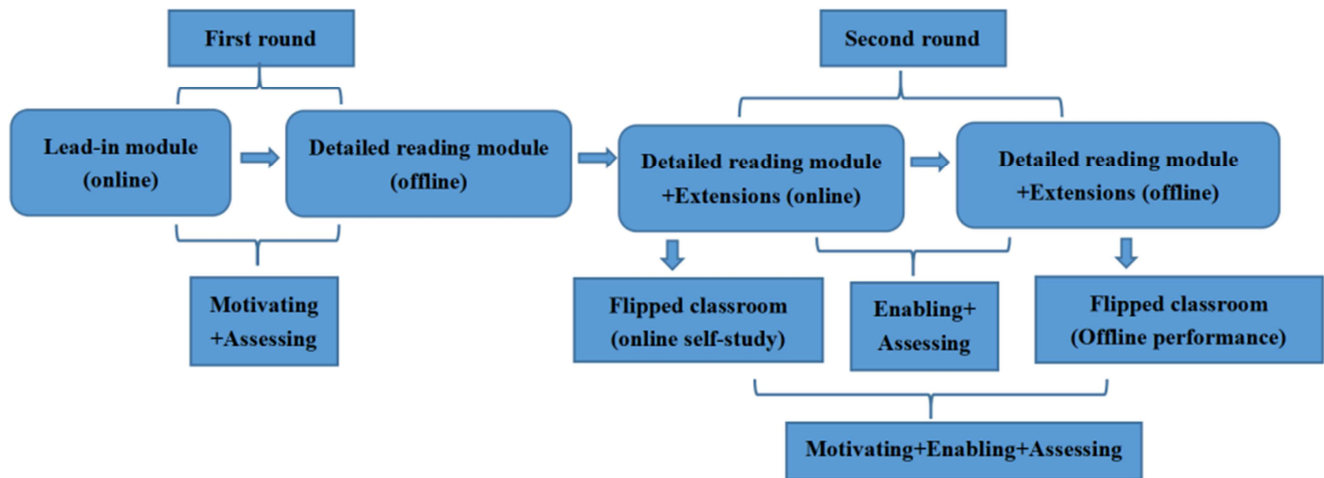 First round
Second round
Lead-in module
(online)
Detailed reading module
(offline)
Detailed reading module
+Extensions (online)
Detailed reading module
+Extensions (offline)
Motivating
+Assessing
Flipped classroom
(online self-study)
Enabling+
Assessing
Flipped classroom
(Offline performance)
Motivating+Enabling+Assessing